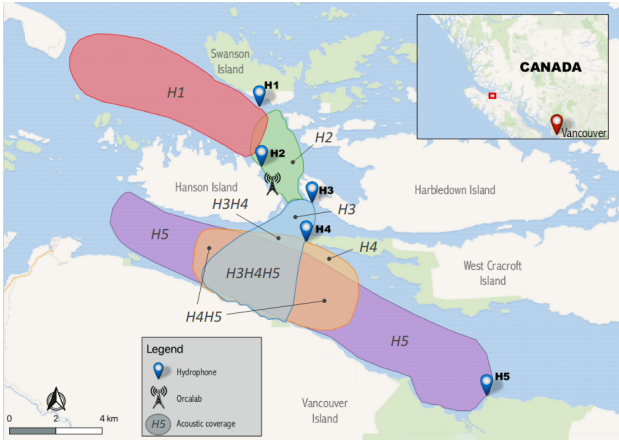 Swanson
Island
H1
H1
H2
H2
Hanson Island
H3
H3
Harbledown Island
H3H4
H5
H4
H4
H3H4H5
H4H5
West Cracroft
Island
H5
H5
Vancouver
Island
CANADA
Vancouver
Legend
Hydrophone
Orcalab
H5
Acoustic coverage
0
2
4 km